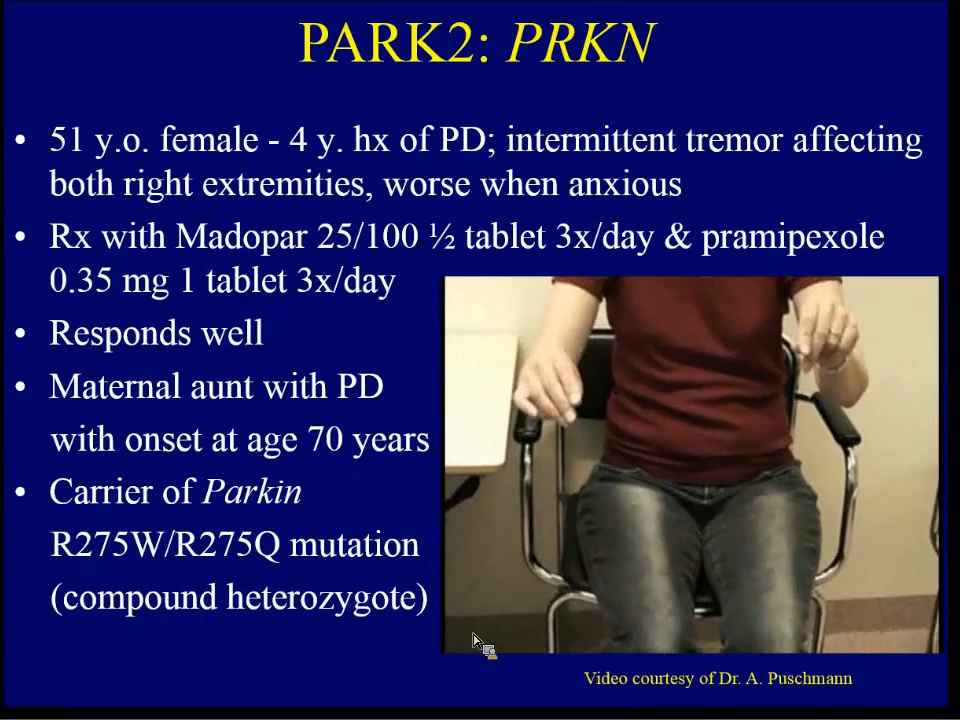 PARK2: PRKN
• 51 y.o. female - 4 y. hx of PD; intermittent tremor affecting
both right extremities, worse when anxious
• Rx with Madopar 25/100 ½ tablet 3x/day & pramipexole
0.35 mg 1 tablet 3x/day
• Responds well
• Maternal aunt with PD
with onset at age 70 years
• Carrier of Parkin
R275W/R275Q mutation
(compound heterozygote)
Video courtesy of Dr. A. Puschmann